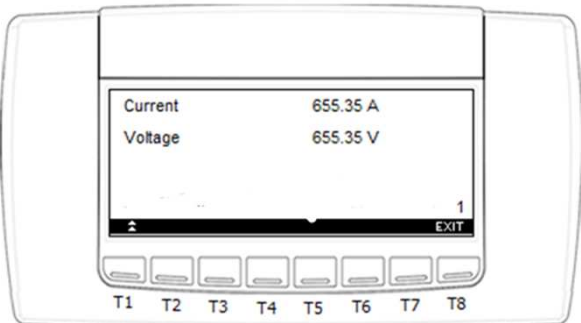 Current 655.35 A
Voltage 655.35 V
1
EXIT
T1 T2 T3 T4 T5 T6 T7 T8